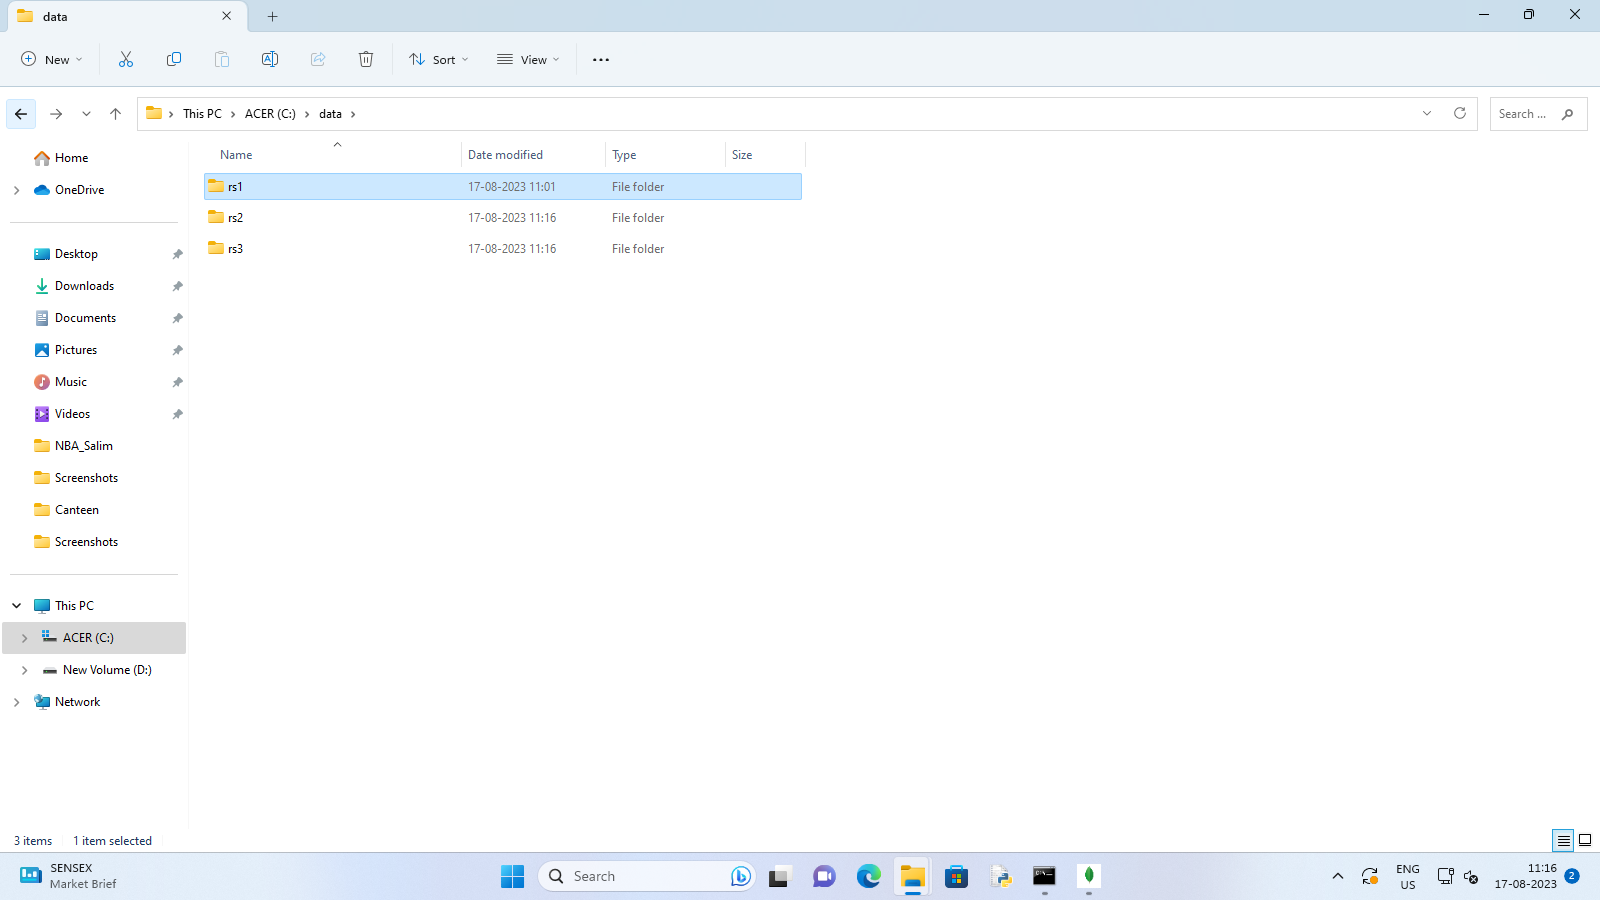 data
New
Sort
View
This PC
ACER (C:)
data
Search ...
Home
OneDrive
Desktop
Downloads
Documents
Pictures
Music
Videos
NBA_Salim
Screenshots
Canteen
Screenshots
This PC
ACER (C:)
New Volume (D:)
Network
Name Date modified Type Size
rs1 17-08-2023 11:01 File folder
rs2 17-08-2023 11:16 File folder
rs3 17-08-2023 11:16 File folder
3 items 1 item selected
SENSEX
Market Brief
Search
ENG
US
11:16
17-08-2023
2